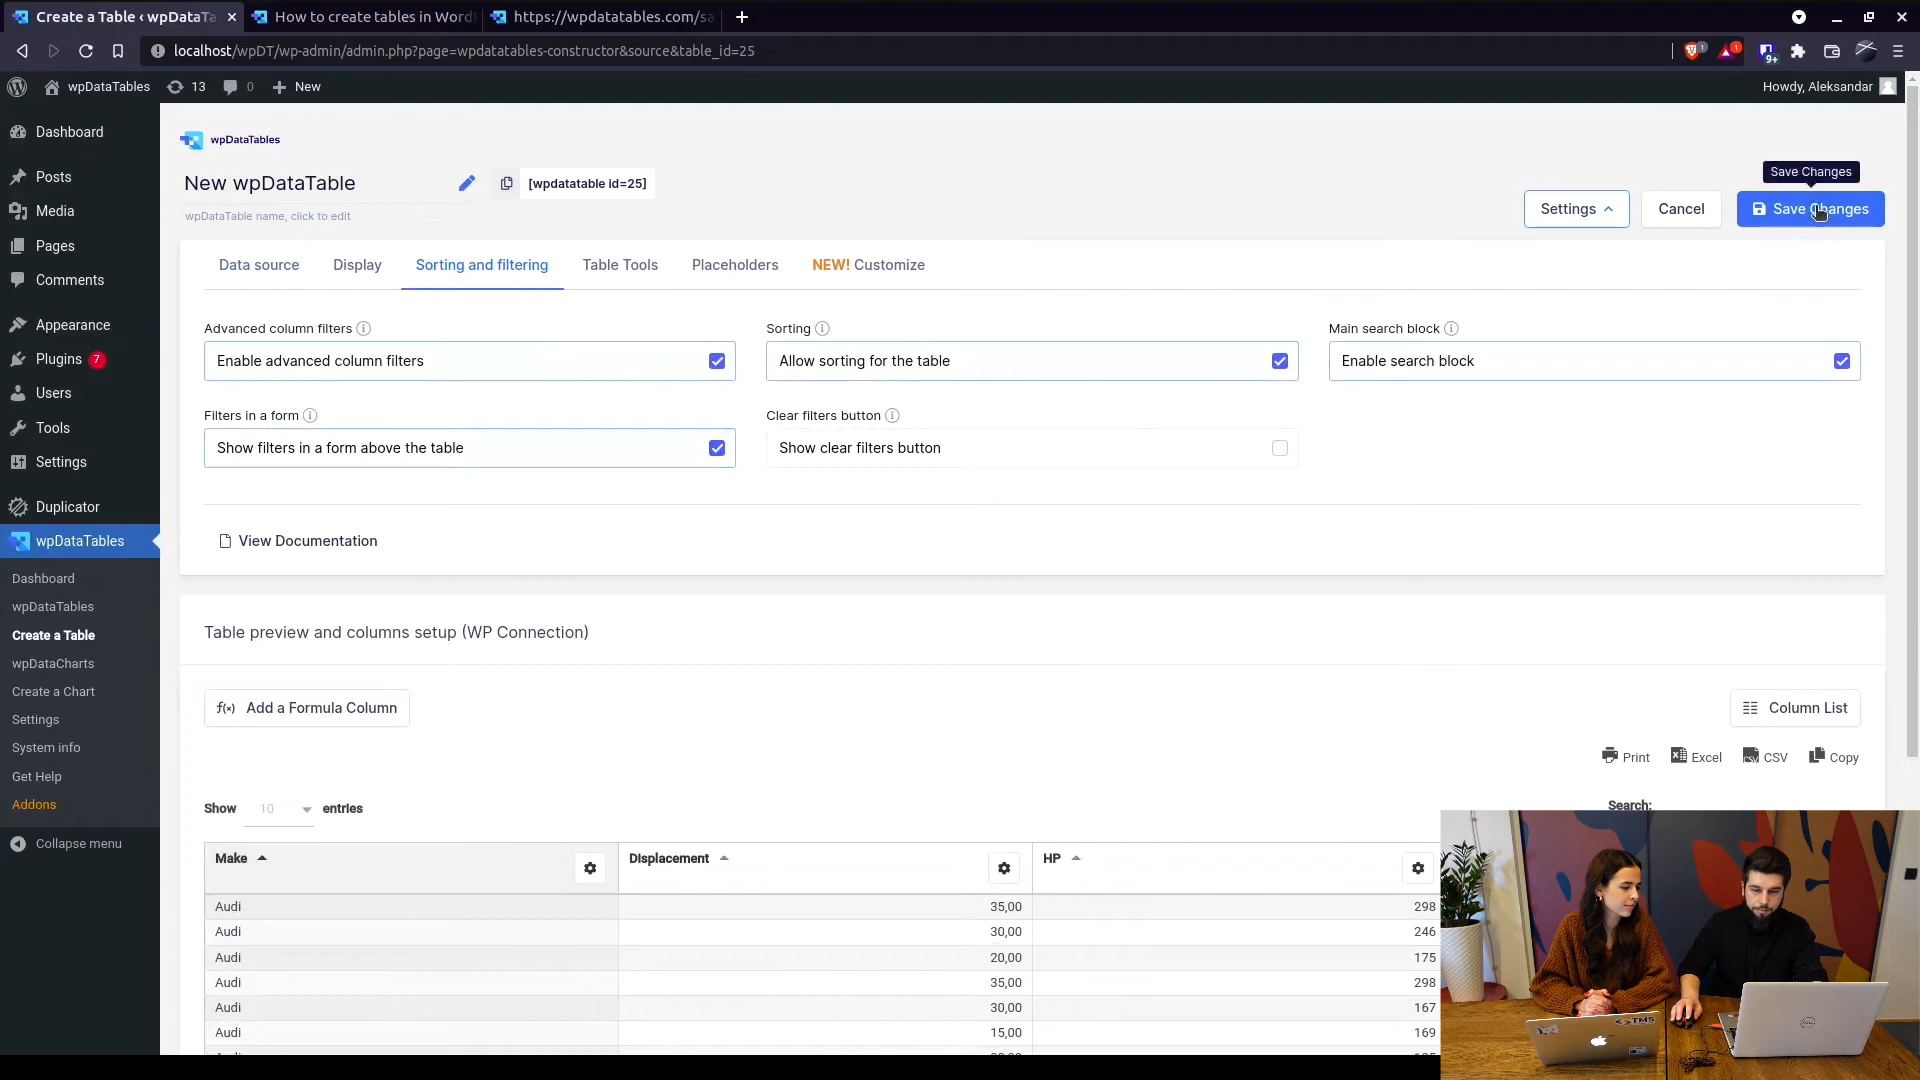 Create a Table ‹ wpDataTa
How to create tables in Word
https://wpdatatables.com/sa
localhost/wpDT/wp-admin/admin.php?page=wpdatatables-constructor&source&table_id=25
1
1
9+
wpDataTables
13
0
New
Howdy, Aleksandar
Dashboard
Posts
Media
Pages
Comments
Appearance
Plugins 7
Users
Tools
Settings
Duplicator
wpDataTables
Dashboard
wpDataTables
Create a Table
wpDataCharts
Create a Chart
Settings
System info
Get Help
Addons
Collapse menu
wpDataTables
New wpDataTable
[wpdatatable id=25]
wpDataTable name, click to edit
Save Changes
Settings
Cancel
Save Changes
Data source
Display
Sorting and filtering
Table Tools
Placeholders
NEW! Customize
Advanced column filters
Sorting
Main search block
Enable advanced column filters
Allow sorting for the table
Enable search block
Filters in a form
Clear filters button
Show filters in a form above the table
Show clear filters button
View Documentation
Table preview and columns setup (WP Connection)
f(x) Add a Formula Column
Column List
Print
Excel
CSV
Copy
Show 10 entries
Search:
Make
Displacement
HP
Audi 35,00 298
Audi 30,00 246
Audi 20,00 175
Audi 35,00 298
Audi 30,00 167
Audi 15,00 169
TMS
DELL